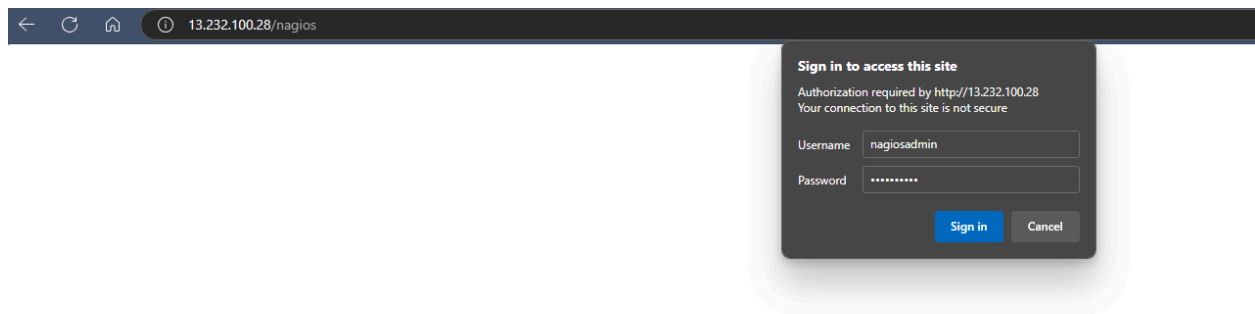 13.232.100.28/nagios
Sign in to access this site
Authorization required by http://13.232.100.28
Your connection to this site is not secure
Username nagiosadmin
Password ••••••••••
Sign in Cancel